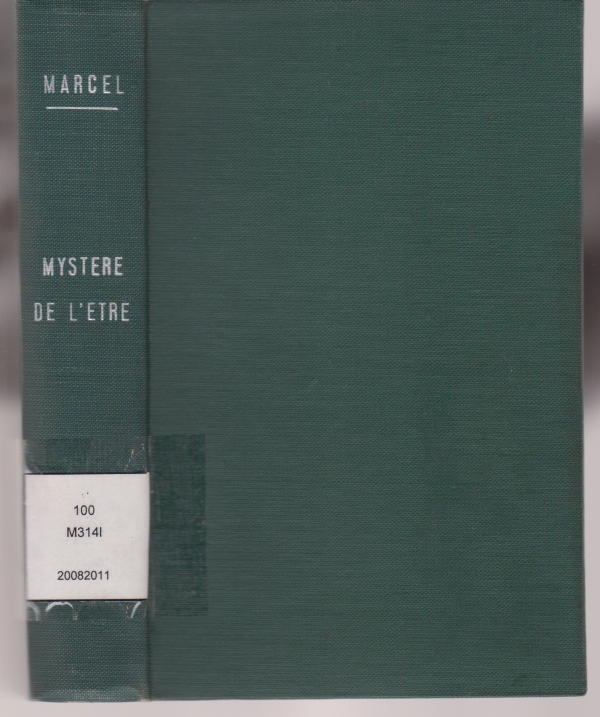 MARCEL
MYSTERE
DE L'ETRE
100
M314l
20082011